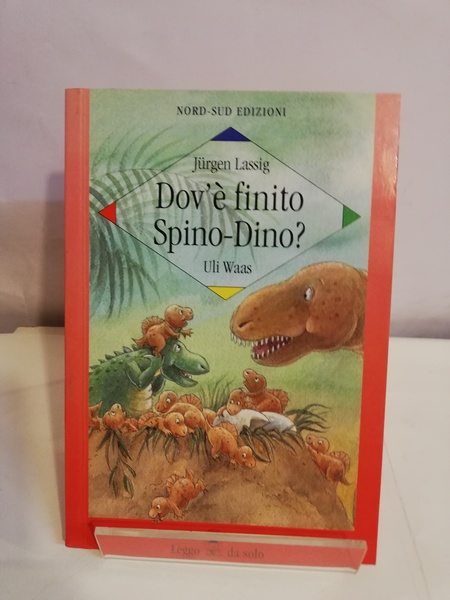 NORD-SUD EDIZIONI
Jürgen Lassig
Dov'è finito
Spino-Dino?
Uli Waas
Leggo da solo